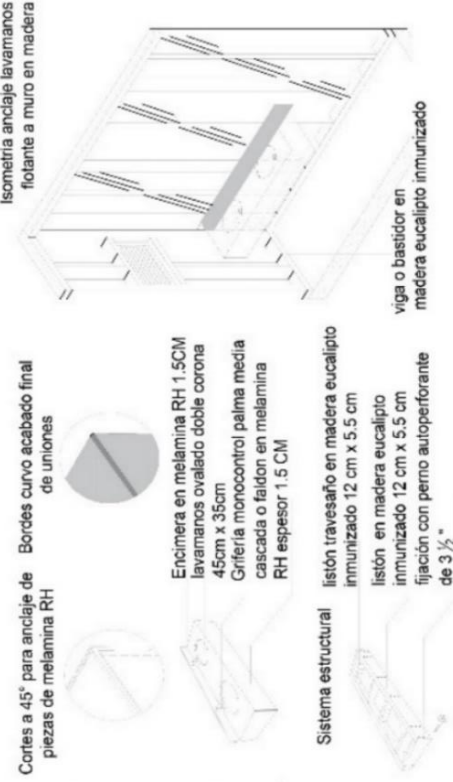 Cortes a 45° para anclaje de
piezas de melamina RH
Bordes curvo acabado final
de uniones
Isometria anclaje lavamanos
flotante a muro en madera
Encimera en melamina RH 1.5CM
lavamanos ovalado doble corona
45cm x 35cm
Grifería monocontrol palma media
cascada o faldon en melamina
RH espesor 1.5 CM
Sistema estructural
listón travesaño en madera eucalipto
inmunizado 12 cm x 5.5 cm
listón en madera eucalipto
inmunizado 12 cm x 5.5 cm
fijación con perno autoperforante
de 3 ½ "
viga o bastidor en
madera eucalipto inmunizado